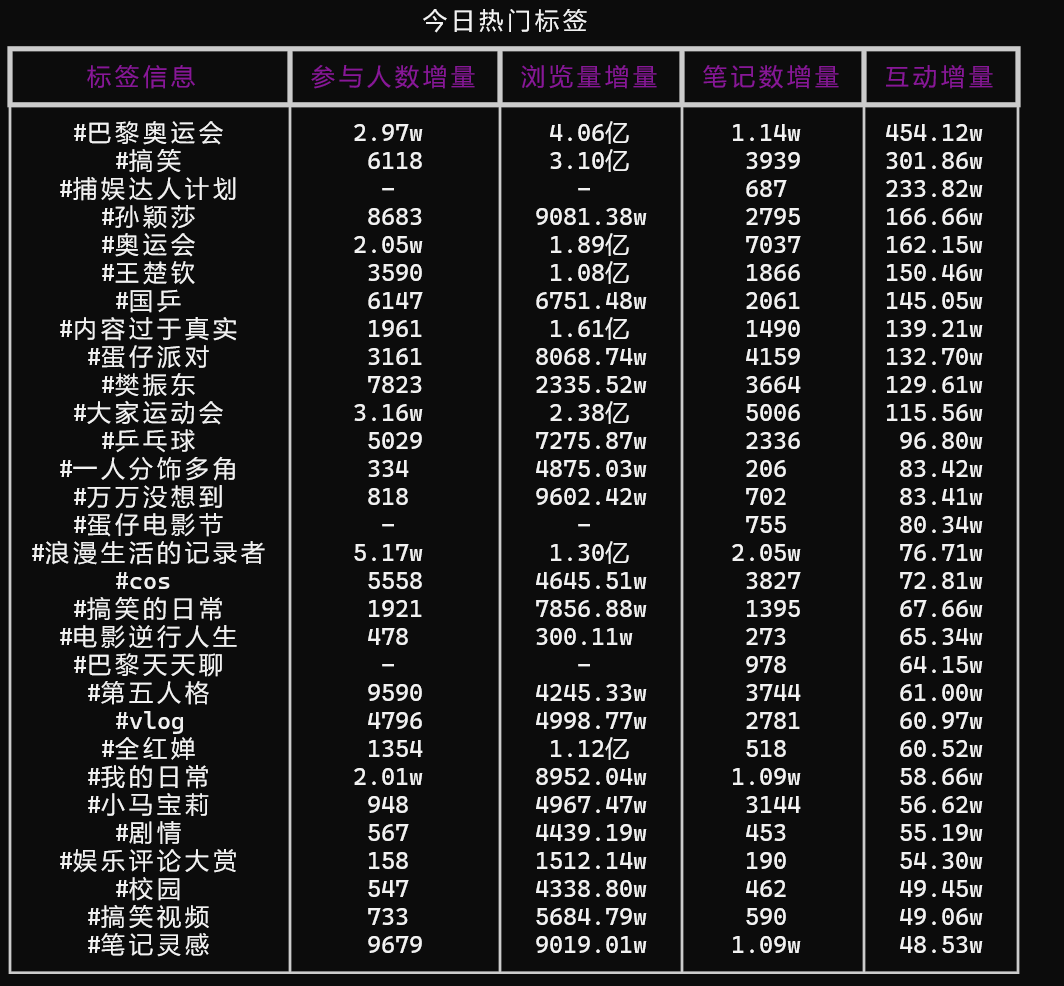 今日热门标签
标签信息 参与人数增量 浏览量增量 笔记数增量 互动增量
#巴黎奥运会 2.97w 4.06亿 1.14w 454.12w
#搞笑 6118 3.10亿 3939 301.86w
#捕娱达人计划 - - 687 233.82w
#孙颖莎 8683 9081.38w 2795 166.66w
#奥运会 2.05w 1.89亿 7037 162.15w
#王楚钦 3590 1.08亿 1866 150.46w
#国乒 6147 6751.48w 2061 145.05w
#内容过于真实 1961 1.61亿 1490 139.21w
#蛋仔派对 3161 8068.74w 4159 132.70w
#樊振东 7823 2335.52w 3664 129.61w
#大家运动会 3.16w 2.38亿 5006 115.56w
#乒乓球 5029 7275.87w 2336 96.80w
#一人分饰多角 334 4875.03w 206 83.42w
#万万没想到 818 9602.42w 702 83.41w
#蛋仔电影节 - - 755 80.34w
#浪漫生活的记录者 5.17w 1.30亿 2.05w 76.71w
#cos 5558 4645.51w 3827 72.81w
#搞笑的日常 1921 7856.88w 1395 67.66w
#电影逆行人生 478 300.11w 273 65.34w
#巴黎天天聊 - - 978 64.15w
#第五人格 9590 4245.33w 3744 61.00w
#vlog 4796 4998.77w 2781 60.97w
#全红婵 1354 1.12亿 518 60.52w
#我的日常 2.01w 8952.04w 1.09w 58.66w
#小马宝莉 948 4967.47w 3144 56.62w
#剧情 567 4439.19w 453 55.19w
#娱乐评论大赏 158 1512.14w 190 54.30w
#校园 547 4338.80w 462 49.45w
#搞笑视频 733 5684.79w 590 49.06w
#笔记灵感 9679 9019.01w 1.09w 48.53w